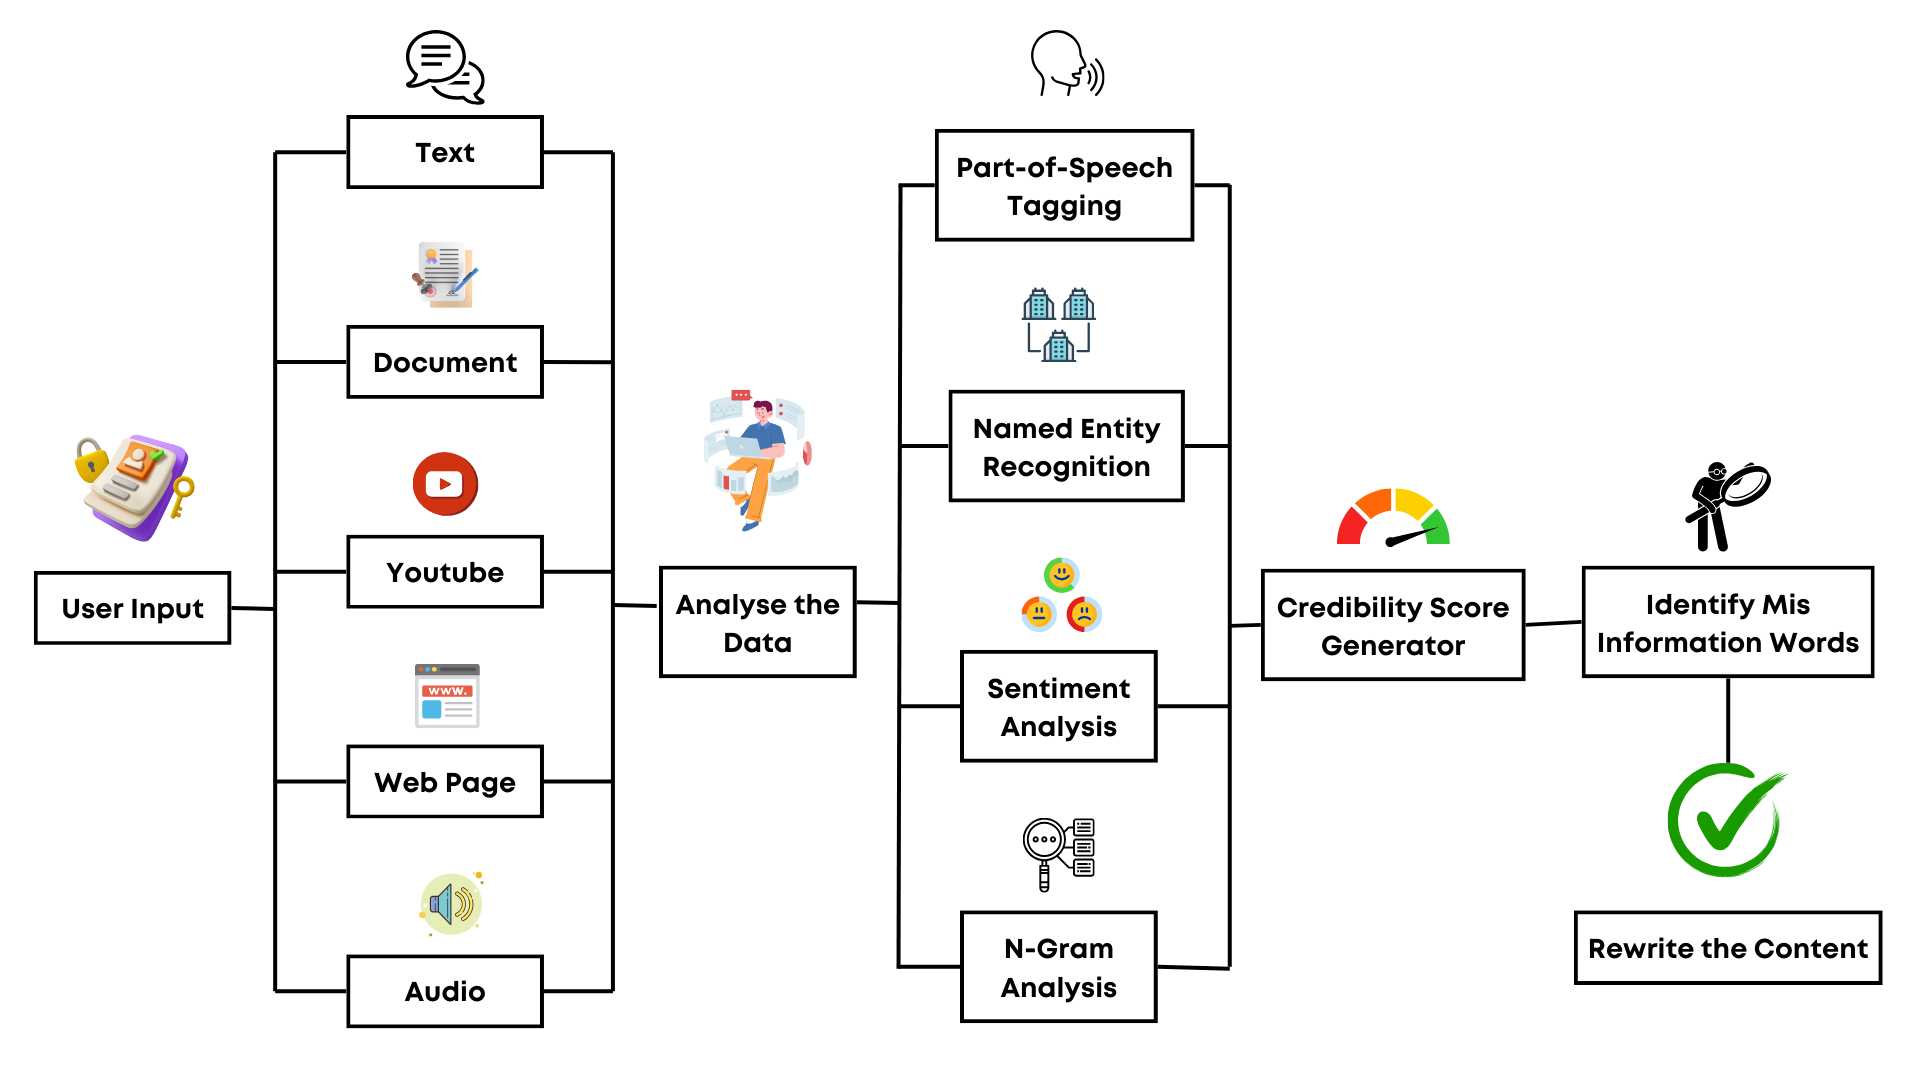 Text
Document
User Input
Youtube
WWW.
Web Page
Audio
Analyse the
Data
Part-of-Speech
Tagging
Named Entity
Recognition
Sentiment
Analysis
N-Gram
Analysis
Credibility Score
Generator
Identify Mis
Information Words
Rewrite the Content